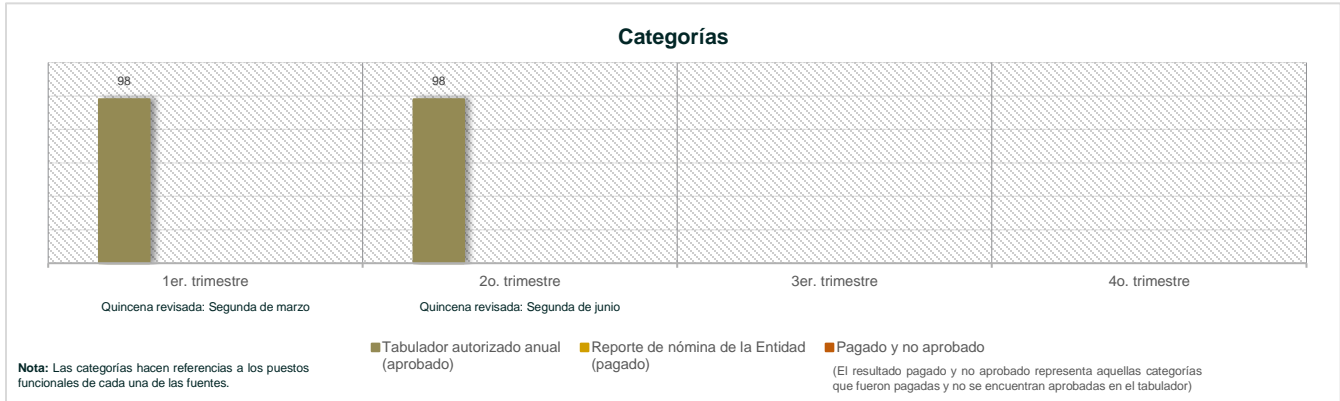 Categorías
98
98
1er. trimestre
2o. trimestre
3er. trimestre
4o. trimestre
Quincena revisada: Segunda de marzo
Quincena revisada: Segunda de junio
Tabulador autorizado anual
(aprobado)
Reporte de nómina de la Entidad
(pagado)
Pagado y no aprobado
Nota: Las categorías hacen referencias a los puestos
funcionales de cada una de las fuentes.
(El resultado pagado y no aprobado representa aquellas categorías
que fueron pagadas y no se encuentran aprobadas en el tabulador)